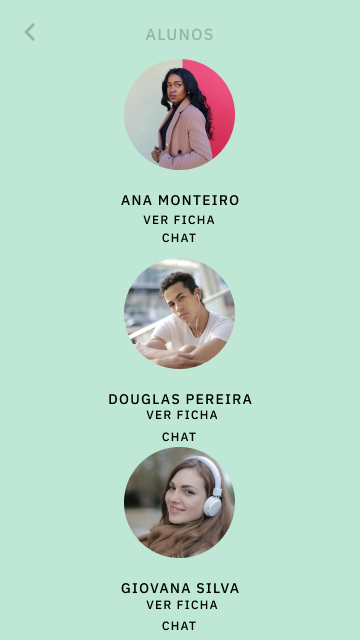 ALUNOS
ANA MONTEIRO
VER FICHA
CHAT
DOUGLAS PEREIRA
VER FICHA
CHAT
GIOVANA SILVA
VER FICHA
CHAT